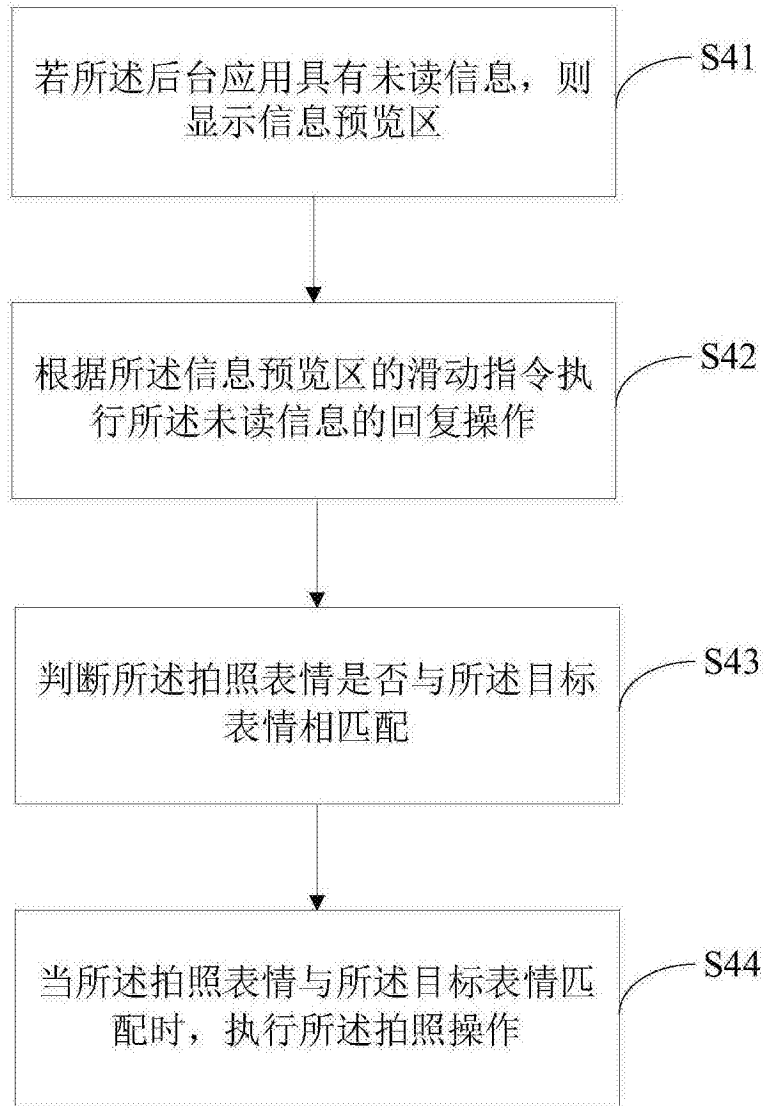 若所述后台应用具有未读信息，则
显示信息预览区
S41
根据所述信息预览区的滑动指令执
行所述未读信息的回复操作
S42
判断所述拍照表情是否与所述目标
表情相匹配
S43
当所述拍照表情与所述目标表情匹
配时，执行所述拍照操作
S44